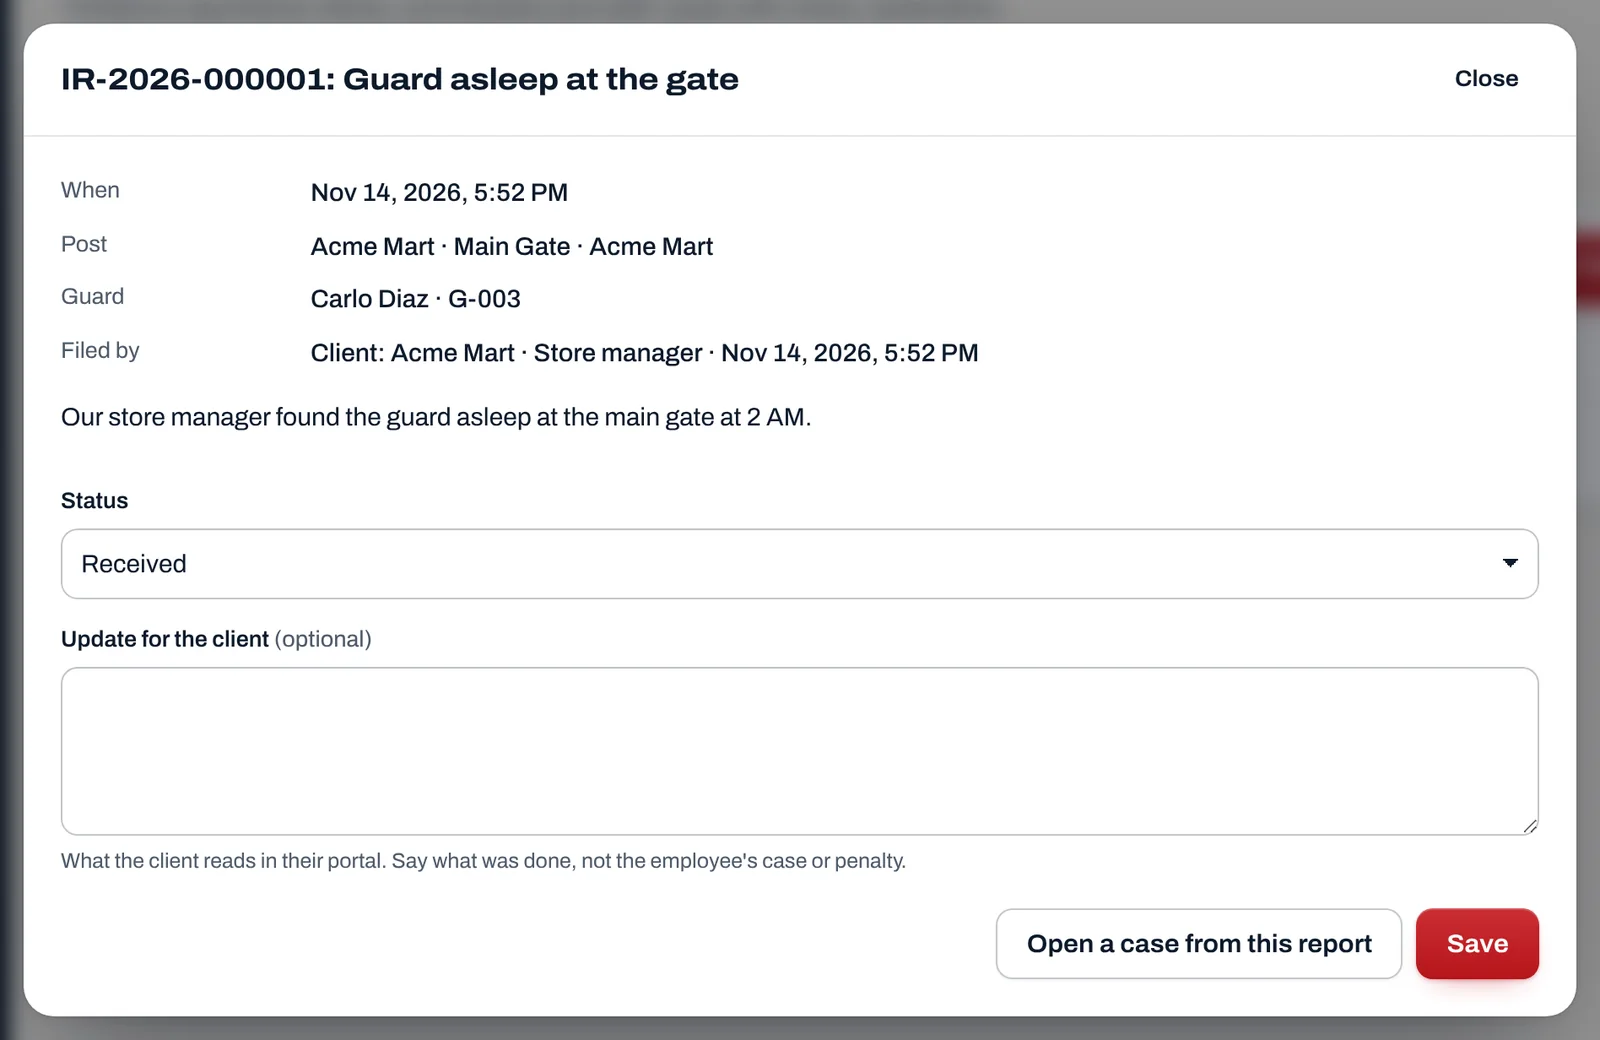 IR-2026-000001: Guard asleep at the gate
Close
When
Nov 14, 2026, 5:52 PM
Post
Acme Mart · Main Gate · Acme Mart
Guard
Carlo Diaz · G-003
Filed by
Client: Acme Mart · Store manager · Nov 14, 2026, 5:52 PM
Our store manager found the guard asleep at the main gate at 2 AM.
Status
Received
Update for the client (optional)
What the client reads in their portal. Say what was done, not the employee's case or penalty.
Open a case from this report
Save